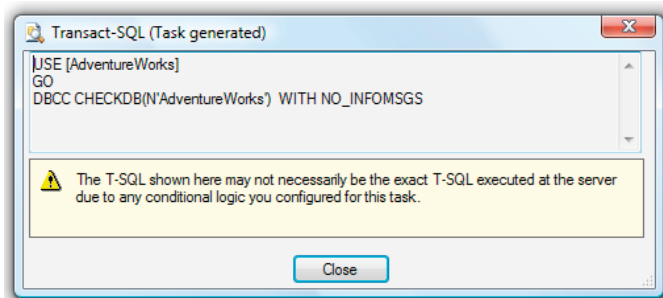 Transact-SQL (Task generated)
USE [AdventureWorks]
GO
DBCC CHECKDB(N'AdventureWorks')  WITH NO_INFOMSGS
The T-SQL shown here may not necessarily be the exact T-SQL executed at the server
due to any conditional logic you configured for this task.
Close